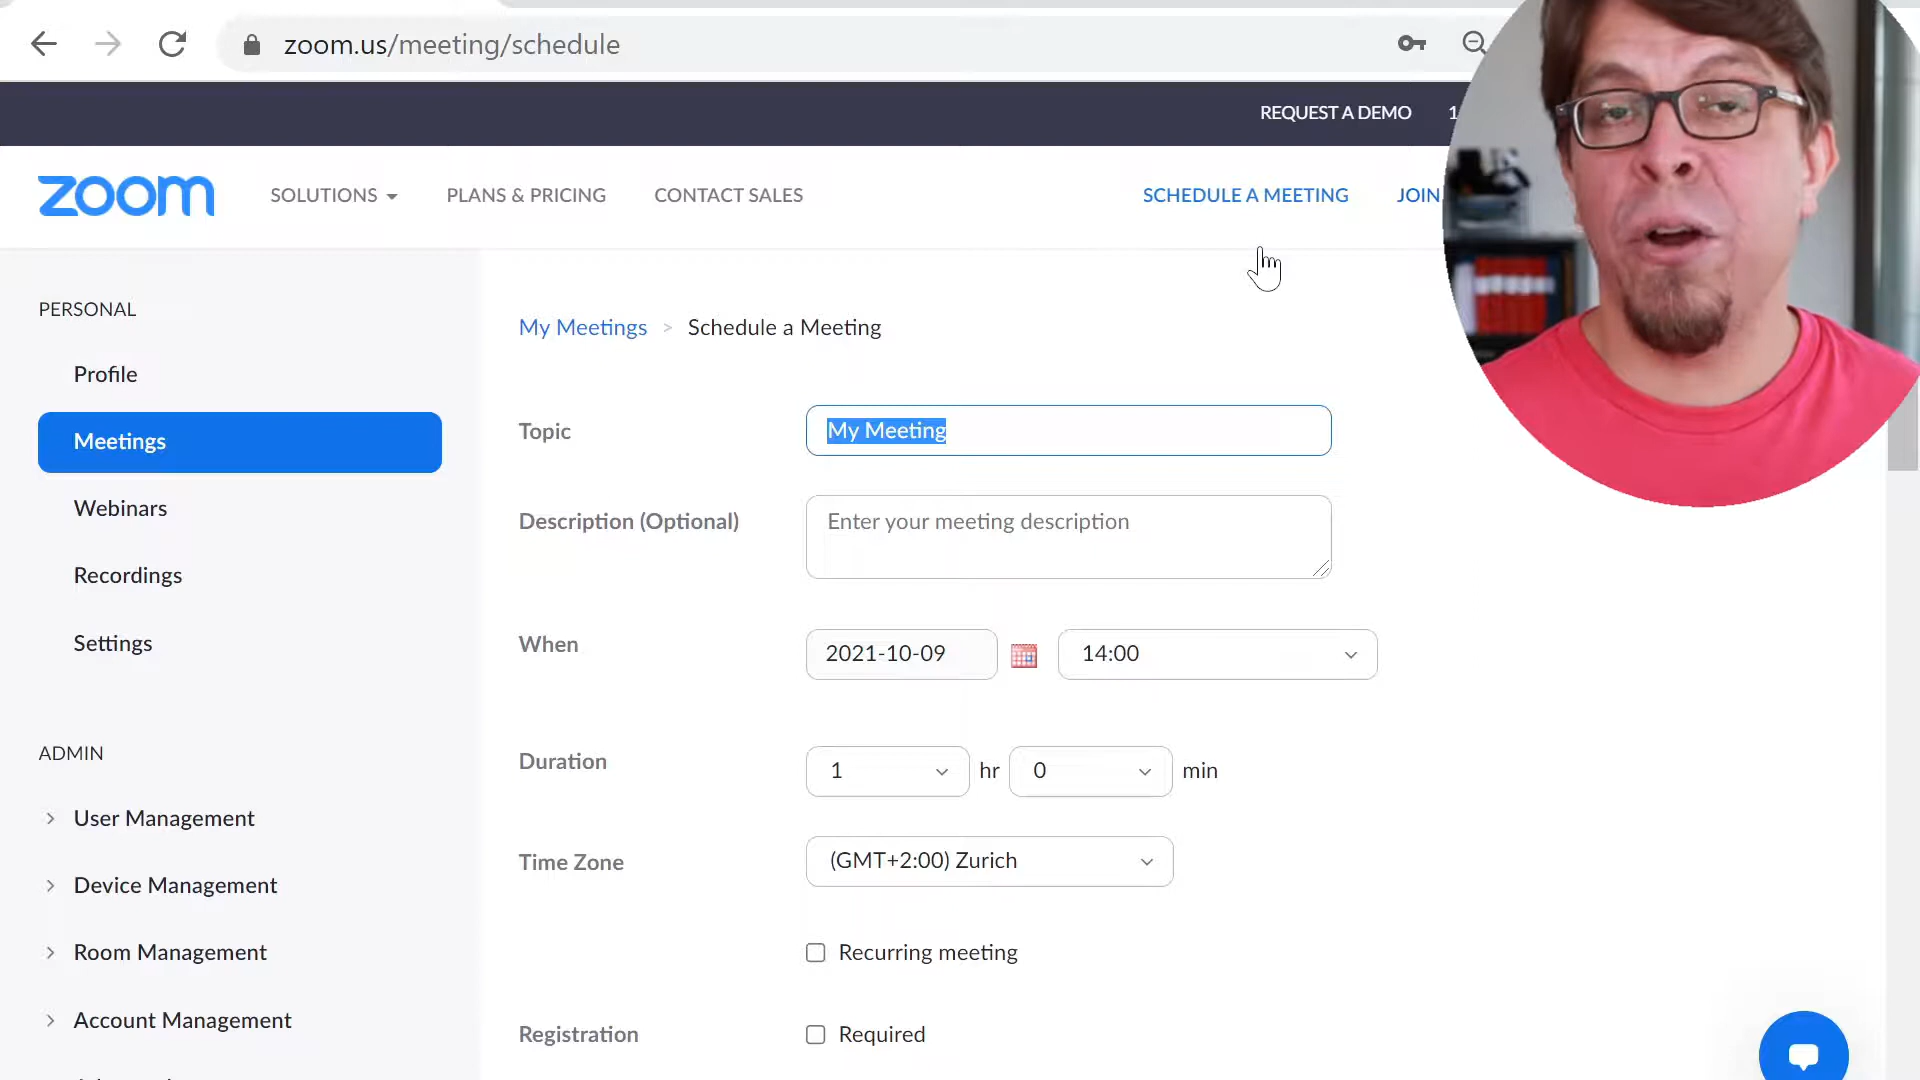 zoom.us/meeting/schedule
REQUEST A DEMO 1
zoom SOLUTIONS PLANS & PRICING CONTACT SALES SCHEDULE A MEETING JOIN
PERSONAL
Profile
Meetings
Webinars
Recordings
Settings
ADMIN
User Management
Device Management
Room Management
Account Management
My Meetings > Schedule a Meeting
Topic My Meeting
Description (Optional) Enter your meeting description
When 2021-10-09 14:00
Duration 1 hr 0 min
Time Zone (GMT+2:00) Zurich
Recurring meeting
Registration Required